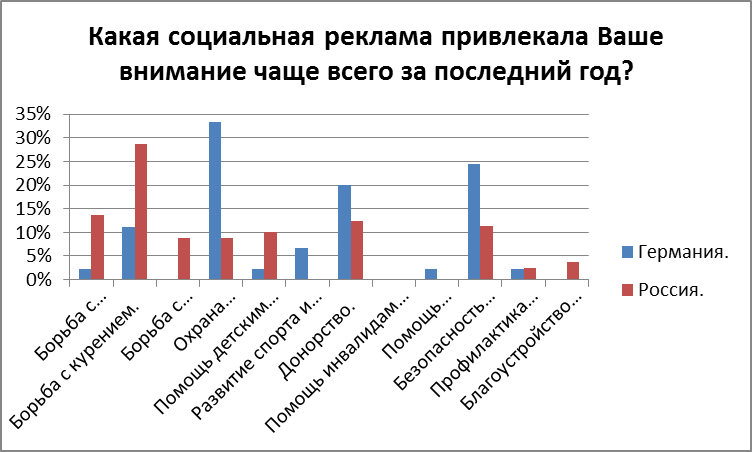 Какая социальная реклама привлекала Ваше
внимание чаще всего за последний год?
35%
30%
25%
20%
15%
10%
5%
0%
Борьба с...
Борьба с курением.
Борьба с...
Охрана...
Помощь детским...
Развитие спорта и...
Донорство.
Помощь инвалидам...
Помощь...
Безопасность...
Профилактика...
Благоустройство...
Германия.
Россия.